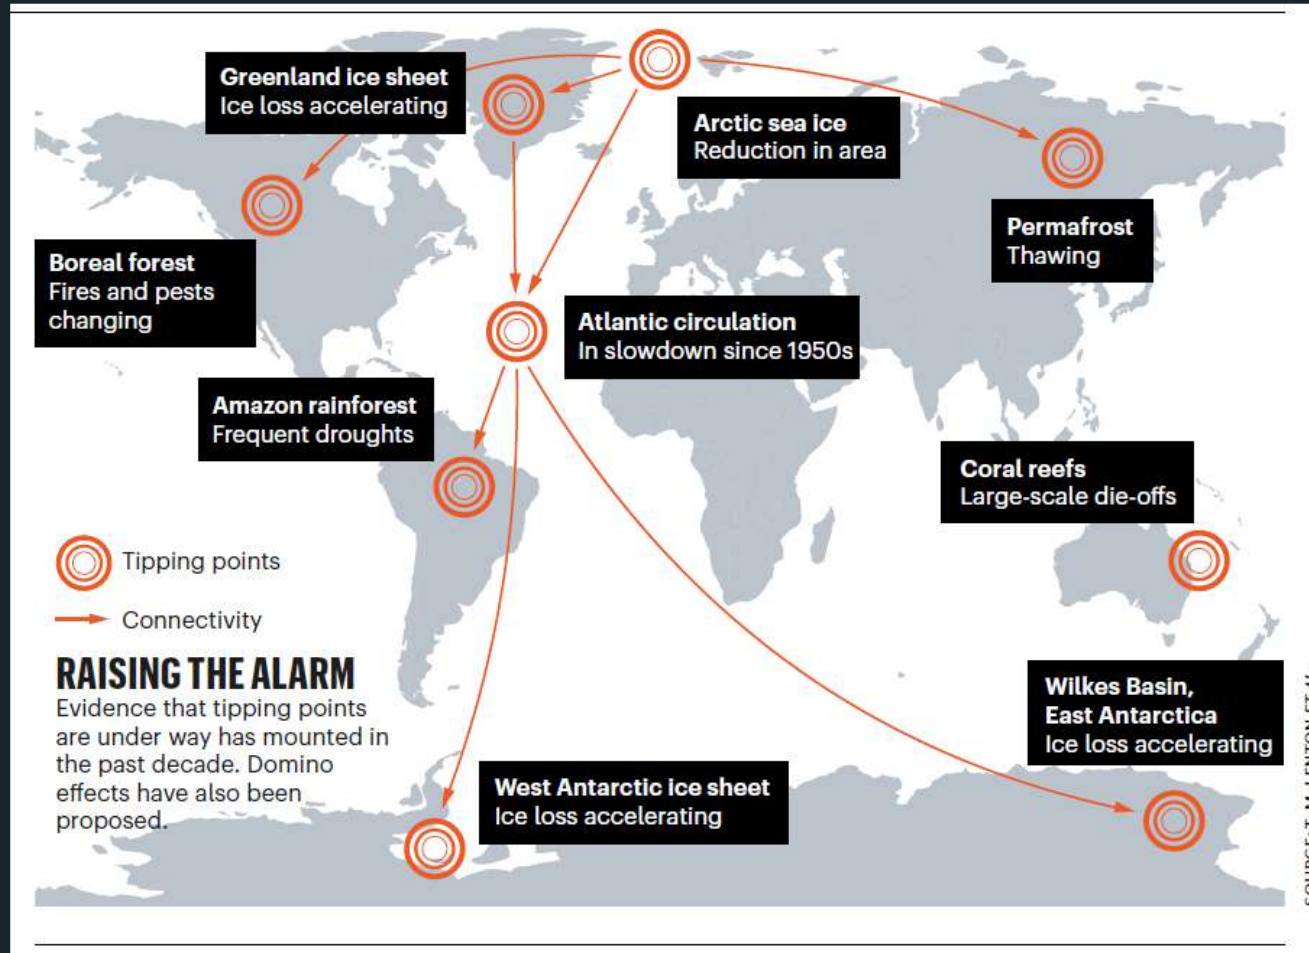 Greenland ice sheet
Ice loss accelerating
Arctic sea ice
Reduction in area
Permafrost
Thawing
Boreal forest
Fires and pests
changing
Atlantic circulation
In slowdown since 1950s
Amazon rainforest
Frequent droughts
Coral reefs
Large-scale die-offs
Tipping points
Connectivity
RAISING THE ALARM
Evidence that tipping points
are under way has mounted in
the past decade. Domino
effects have also been
proposed.
Wilkes Basin,
East Antarctica
Ice loss accelerating
West Antarctic ice sheet
Ice loss accelerating